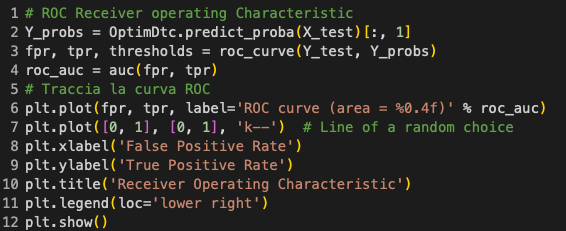 1 # ROC Receiver operating Characteristic
2 Y_probs = OptimDtc.predict_proba(X_test)[:, 1]
3 fpr, tpr, thresholds = roc_curve(Y_test, Y_probs)
4 roc_auc = auc(fpr, tpr)
5 # Traccia la curva ROC
6 plt.plot(fpr, tpr, label='ROC curve (area = %0.4f)' % roc_auc)
7 plt.plot([0, 1], [0, 1], 'k--')  # Line of a random choice
8 plt.xlabel('False Positive Rate')
9 plt.ylabel('True Positive Rate')
10 plt.title('Receiver Operating Characteristic')
11 plt.legend(loc='lower right')
12 plt.show()